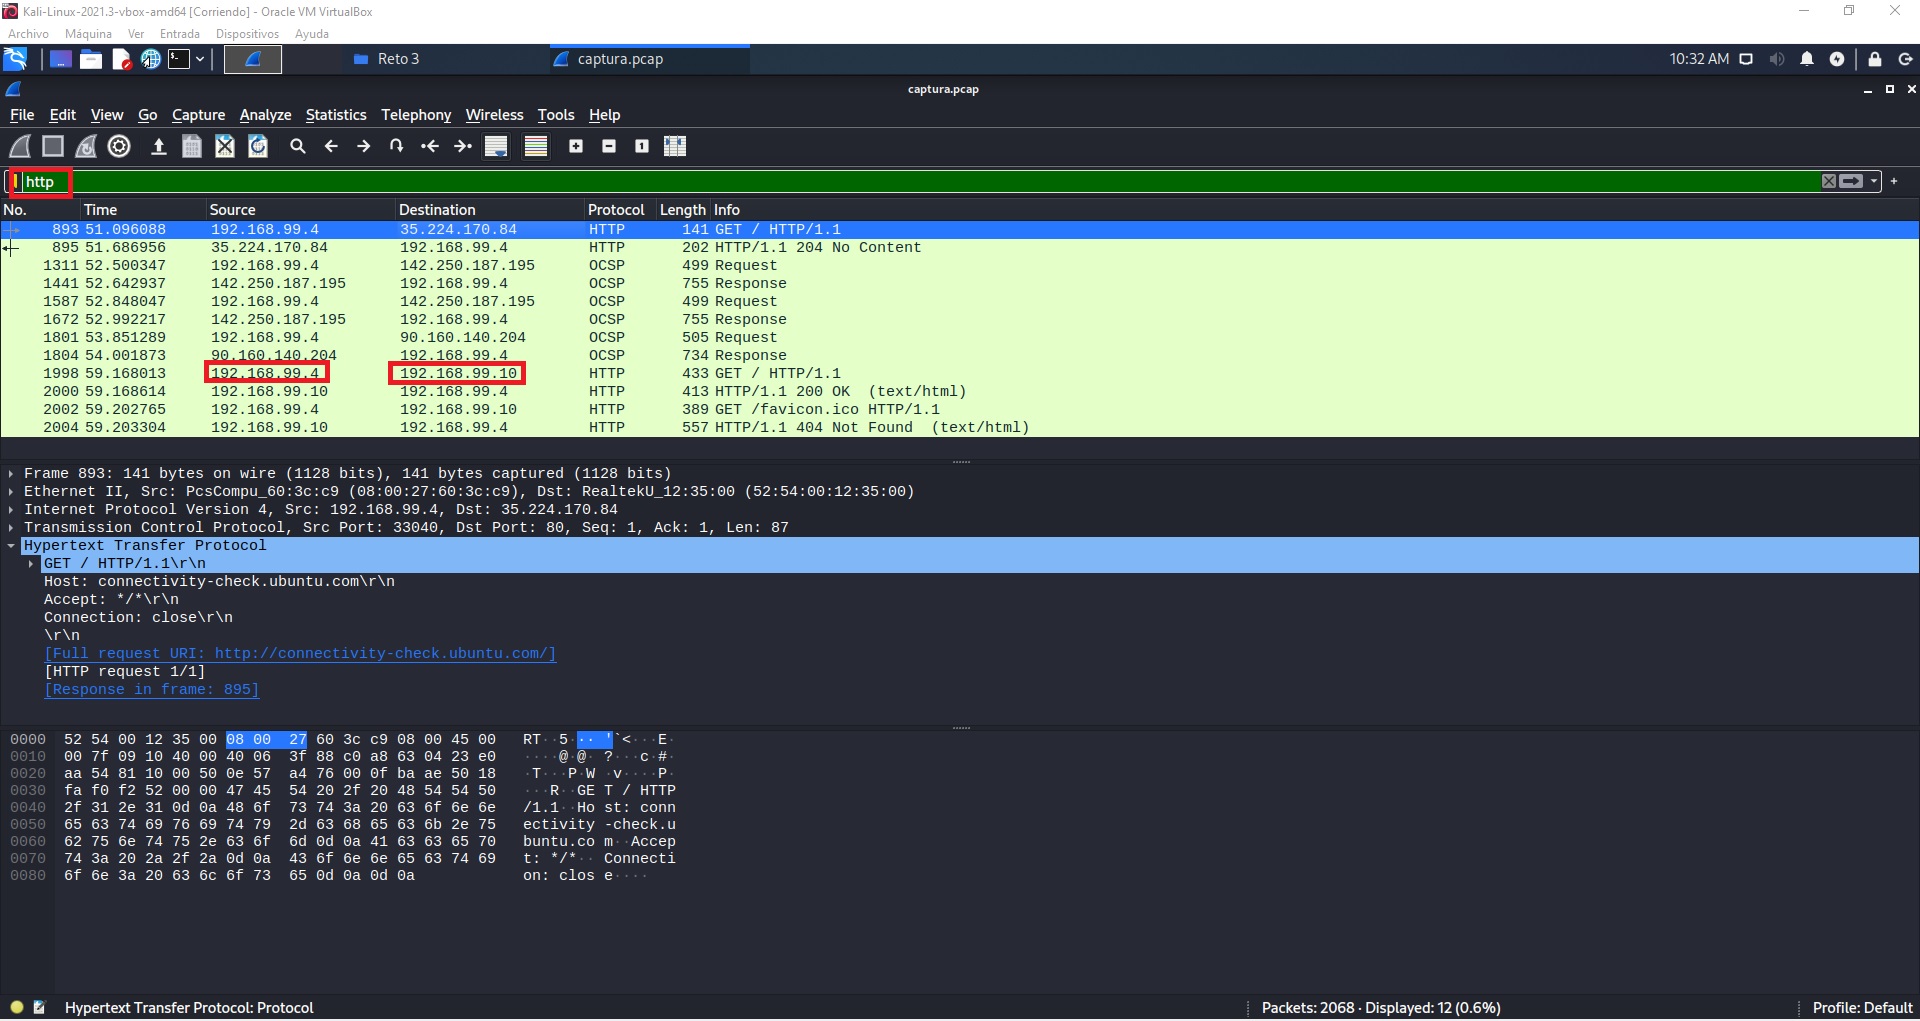 Kali-Linux-2021.3-vbox-amd64 [Corriendo] - Oracle VM VirtualBox
Archivo Máquina Ver Entrada Dispositivos Ayuda
Reto 3 captura.pcap 10:32 AM
captura.pcap
File Edit View Go Capture Analyze Statistics Telephony Wireless Tools Help
http
No. Time Source Destination Protocol Length Info
893 51.096088 192.168.99.4 35.224.170.84 HTTP 141 GET / HTTP/1.1
895 51.686956 35.224.170.84 192.168.99.4 HTTP 202 HTTP/1.1 204 No Content
1311 52.500347 192.168.99.4 142.250.187.195 OCSP 499 Request
1441 52.642937 142.250.187.195 192.168.99.4 OCSP 755 Response
1587 52.848047 192.168.99.4 142.250.187.195 OCSP 499 Request
1672 52.992217 142.250.187.195 192.168.99.4 OCSP 755 Response
1801 53.851289 192.168.99.4 90.160.140.204 OCSP 505 Request
1804 54.001873 90.160.140.204 192.168.99.4 OCSP 734 Response
1998 59.168013 192.168.99.4 192.168.99.10 HTTP 433 GET / HTTP/1.1
2000 59.168614 192.168.99.10 192.168.99.4 HTTP 413 HTTP/1.1 200 OK (text/html)
2002 59.202765 192.168.99.4 192.168.99.10 HTTP 389 GET /favicon.ico HTTP/1.1
2004 59.203304 192.168.99.10 192.168.99.4 HTTP 557 HTTP/1.1 404 Not Found (text/html)
Frame 893: 141 bytes on wire (1128 bits), 141 bytes captured (1128 bits)
Ethernet II, Src: PcsCompu_60:3c:c9 (08:00:27:60:3c:c9), Dst: RealtekU_12:35:00 (52:54:00:12:35:00)
Internet Protocol Version 4, Src: 192.168.99.4, Dst: 35.224.170.84
Transmission Control Protocol, Src Port: 33040, Dst Port: 80, Seq: 1, Ack: 1, Len: 87
Hypertext Transfer Protocol
GET / HTTP/1.1\r\n
Host: connectivity-check.ubuntu.com\r\n
Accept: */*\r\n
Connection: close\r\n
\r\n
[Full request URI: http://connectivity-check.ubuntu.com/]
[HTTP request 1/1]
[Response in frame: 895]
0000 52 54 00 12 35 00 08 00 27 60 3c c9 08 00 45 00 RT··5···'`<···E·
0010 00 7f 09 10 40 00 40 06 3f 88 c0 a8 63 04 23 e0 ····@·@·?···c·#·
0020 aa 54 81 10 00 50 0e 57 a4 76 00 0f ba ae 50 18 ·T···P·W·v····P·
0030 fa f0 f2 52 00 00 47 45 54 20 2f 20 48 54 54 50 ···R··GE T / HTTP
0040 2f 31 2e 31 0d 0a 48 6f 73 74 3a 20 63 6f 6e 6e /1.1··Ho st: conn
0050 65 63 74 69 76 69 74 79 2d 63 68 65 63 6b 2e 75 ectivity -check.u
0060 62 75 6e 74 75 2e 63 6f 6d 0d 0a 41 63 63 65 70 buntu.co m··Accep
0070 74 3a 20 2a 2f 2a 0d 0a 43 6f 6e 6e 65 63 74 69 t: */*·· Connecti
0080 6f 6e 3a 20 63 6c 6f 73 65 0d 0a 0d 0a on: clos e····
Hypertext Transfer Protocol: Protocol Packets: 2068 · Displayed: 12 (0.6%) Profile: Default